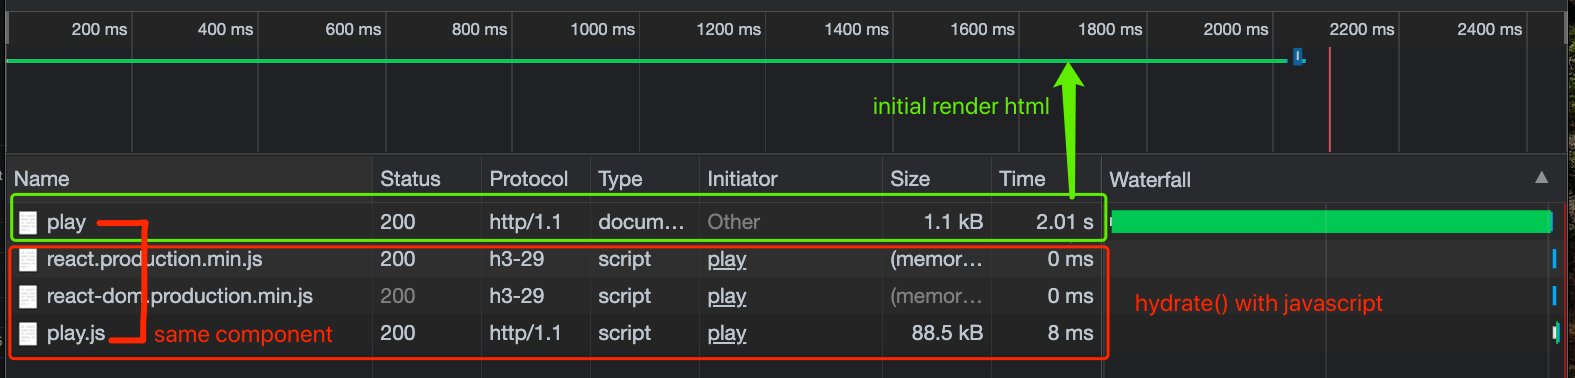 200 ms 400 ms 600 ms 800 ms 1000 ms 1200 ms 1400 ms 1600 ms 1800 ms 2000 ms 2200 ms 2400 ms
initial render html
Name Status Protocol Type Initiator Size Time Waterfall
play 200 http/1.1 docum... Other 1.1 kB 2.01 s
react.production.min.js 200 h3-29 script play (memor... 0 ms
react-dom.production.min.js 200 h3-29 script play (memor... 0 ms
hydrate() with javascript
play.js same component 200 http/1.1 script play 88.5 kB 8 ms